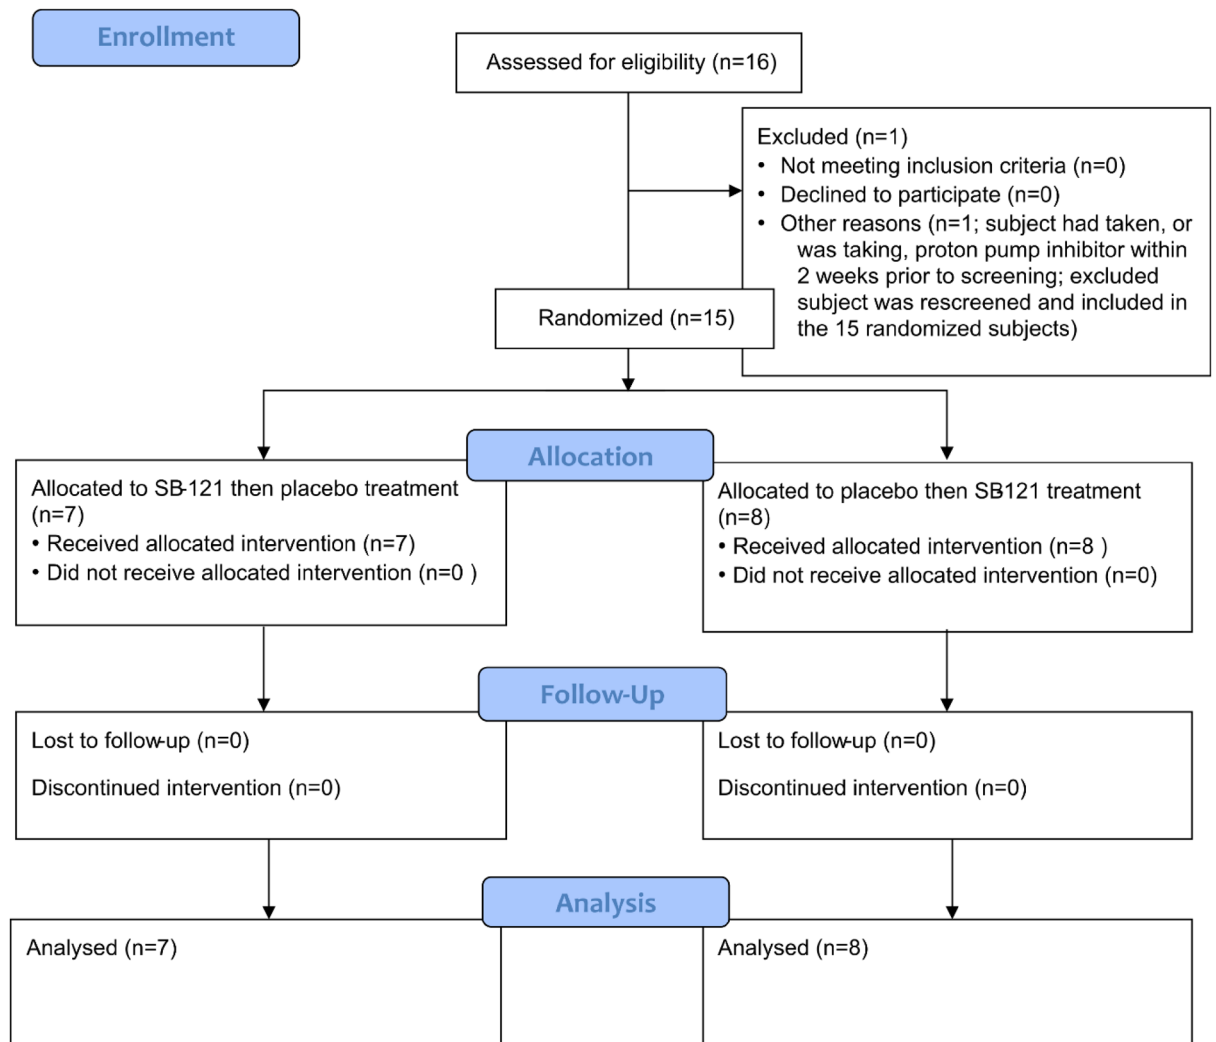 Enrollment
Assessed for eligibility (n=16)
Excluded (n=1)
• Not meeting inclusion criteria (n=0)
• Declined to participate (n=0)
• Other reasons (n=1; subject had taken, or
was taking, proton pump inhibitor within
2 weeks prior to screening; excluded
subject was rescreened and included in
the 15 randomized subjects)
Randomized (n=15)
Allocation
Allocated to SB-121 then placebo treatment
(n=7)
• Received allocated intervention (n=7)
• Did not receive allocated intervention (n=0 )
Allocated to placebo then SB-121 treatment
(n=8)
• Received allocated intervention (n=8 )
• Did not receive allocated intervention (n=0)
Follow-Up
Lost to follow-up (n=0)
Discontinued intervention (n=0)
Lost to follow-up (n=0)
Discontinued intervention (n=0)
Analysis
Analysed (n=7)
Analysed (n=8)